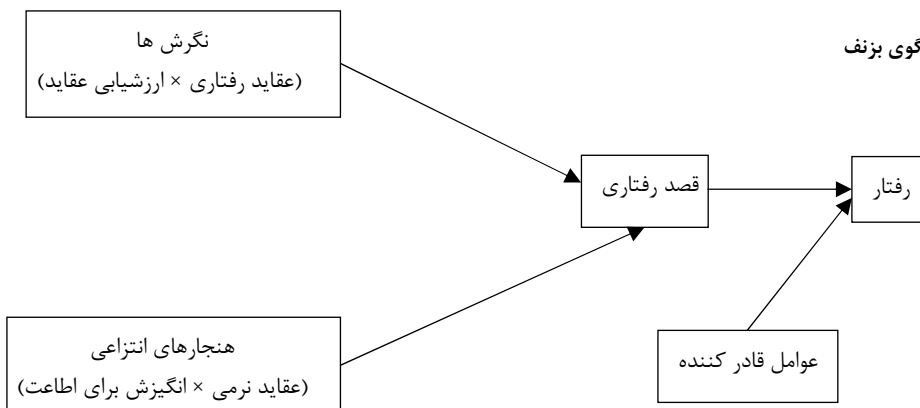 گوی بزنف
نگرش ها
(عقاید رفتاری × ارزشیابی عقاید)
قصد رفتاری
رفتار
هنجارهای انتزاعی
(عقاید نرمی × انگیزش برای اطاعت)
عوامل قادر کننده